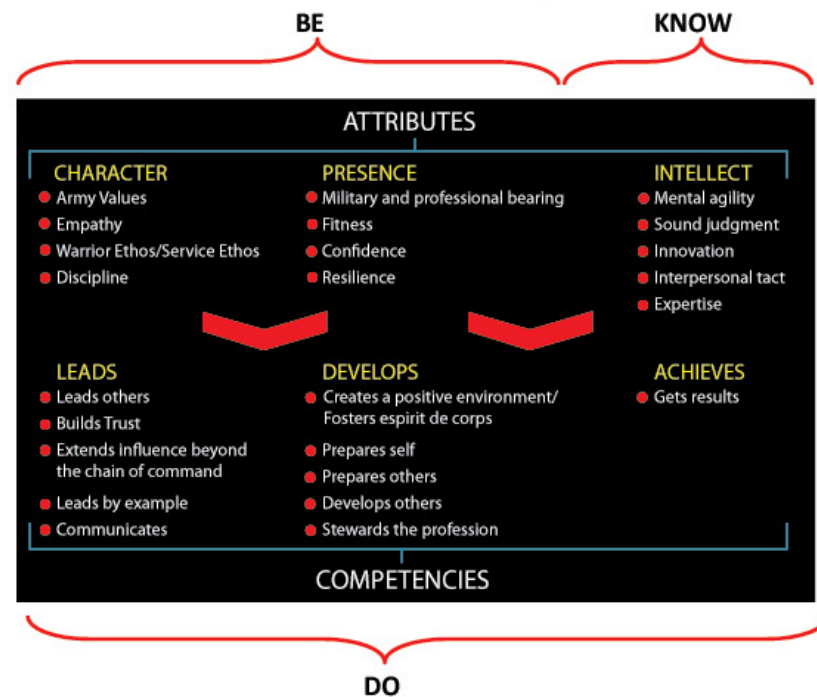 BE
KNOW
ATTRIBUTES
CHARACTER
Army Values
Empathy
Warrior Ethos/Service Ethos
Discipline
PRESENCE
Military and professional bearing
Fitness
Confidence
Resilience
INTELLECT
Mental agility
Sound judgment
Innovation
Interpersonal tact
Expertise
LEADS
Leads others
Builds Trust
Extends influence beyond
the chain of command
Leads by example
Communicates
DEVELOPS
Creates a positive environment/
Fosters espirit de corps
Prepares self
Prepares others
Develops others
Stewards the profession
ACHIEVES
Gets results
COMPETENCIES
DO